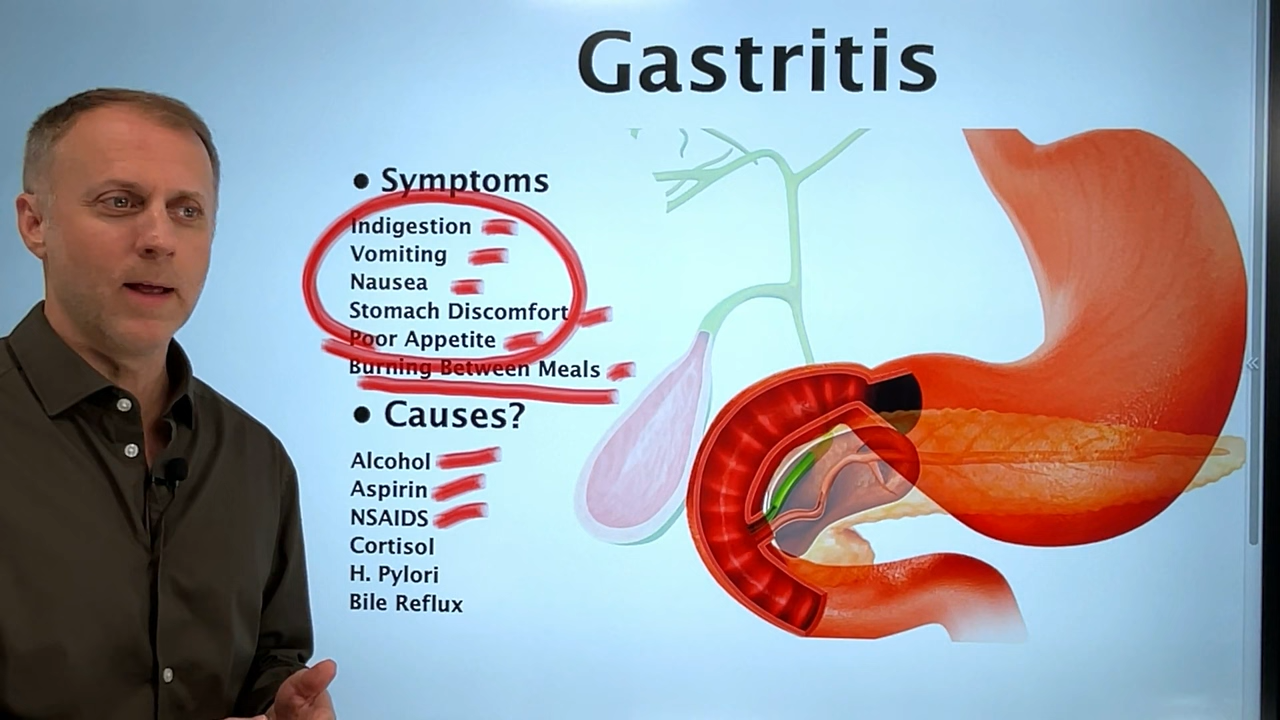 Gastritis
• Symptoms
Indigestion
Vomiting
Nausea
Stomach Discomfort
Poor Appetite
Burning Between Meals
• Causes?
Alcohol
Aspirin
NSAIDS
Cortisol
H. Pylori
Bile Reflux